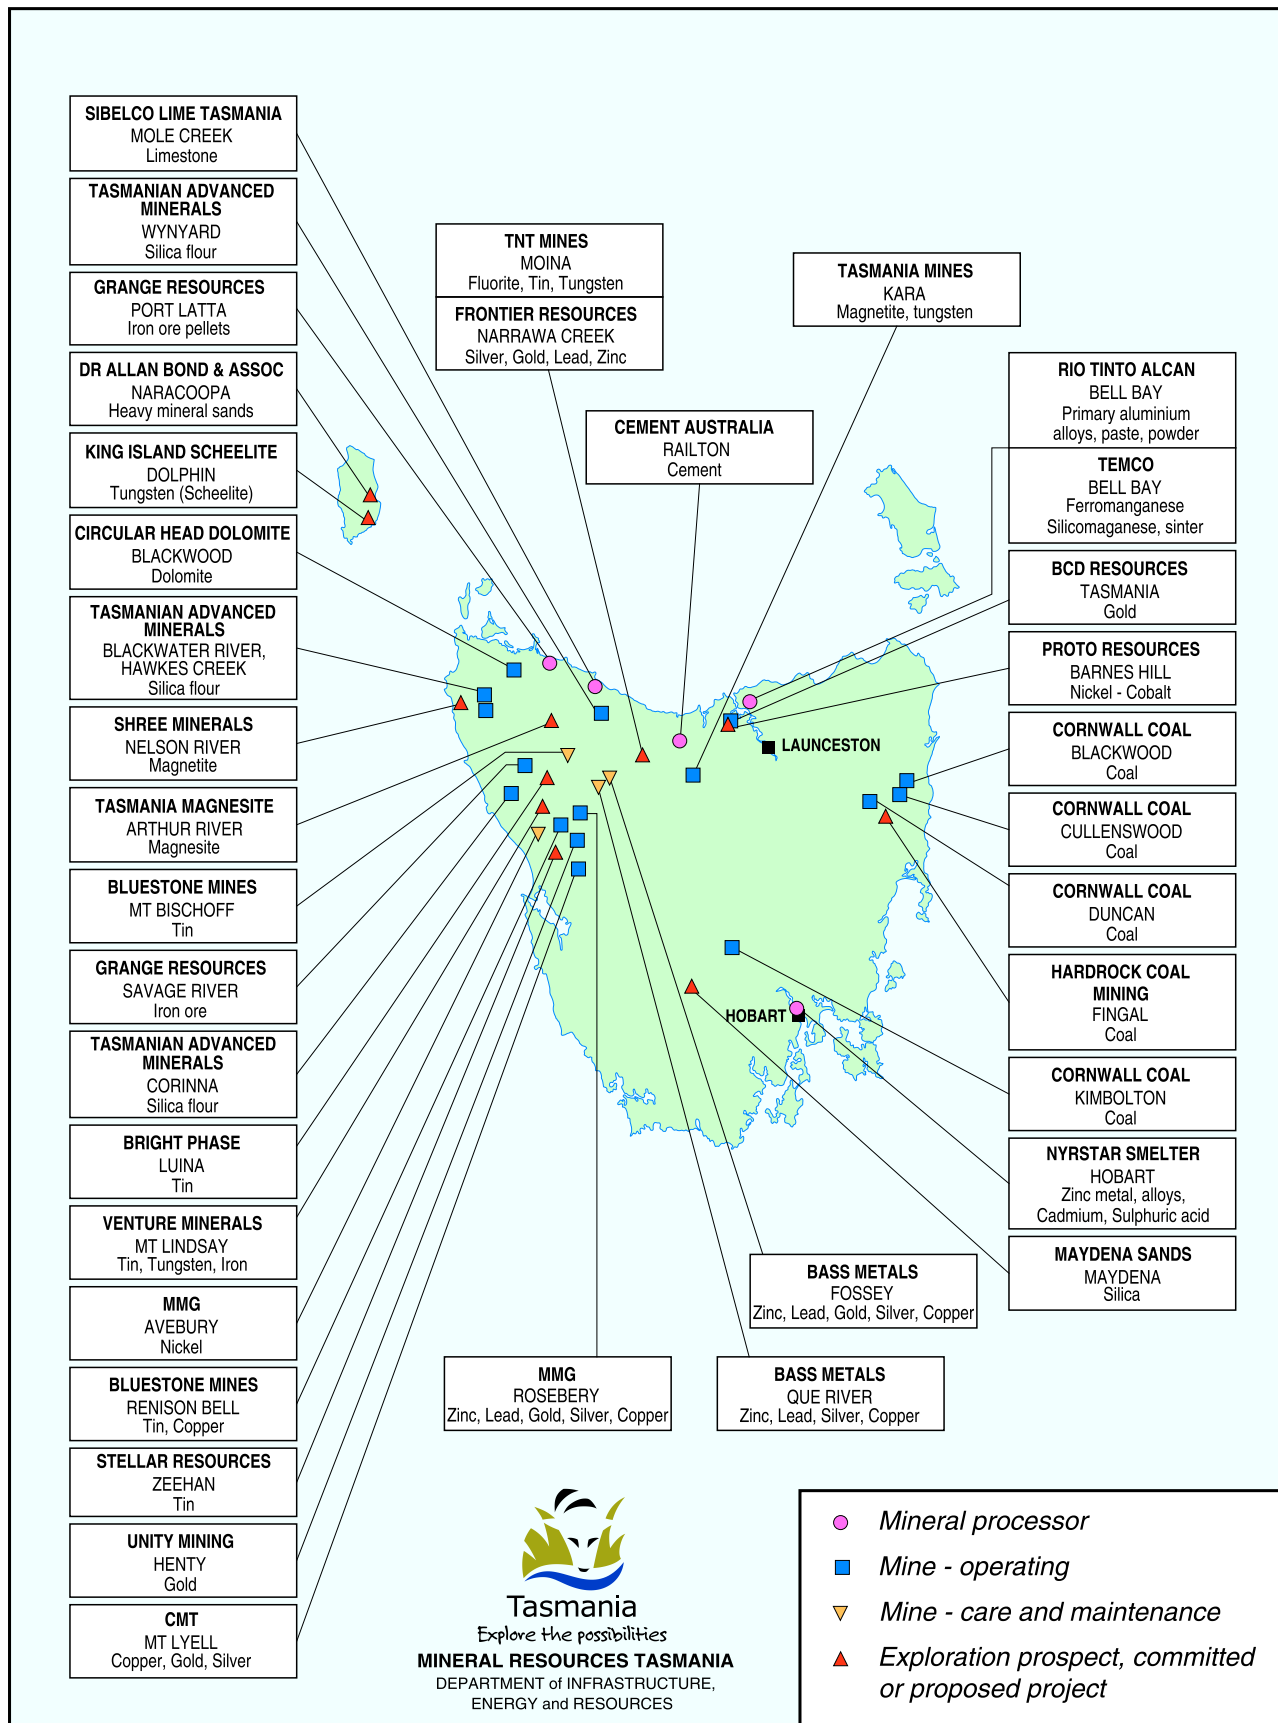 SIBELCO LIME TASMANIA
MOLE CREEK
Limestone
TASMANIAN ADVANCED
MINERALS
WYNYARD
Silica flour
GRANGE RESOURCES
PORT LATTA
Iron ore pellets
DR ALLAN BOND & ASSOC
NARACOOPA
Heavy mineral sands
KING ISLAND SCHEELITE
DOLPHIN
Tungsten (Scheelite)
CIRCULAR HEAD DOLOMITE
BLACKWOOD
Dolomite
TASMANIAN ADVANCED
MINERALS
BLACKWATER RIVER,
HAWKES CREEK
Silica flour
SHREE MINERALS
NELSON RIVER
Magnetite
TASMANIA MAGNESITE
ARTHUR RIVER
Magnesite
BLUESTONE MINES
MT BISCHOFF
Tin
GRANGE RESOURCES
SAVAGE RIVER
Iron ore
TASMANIAN ADVANCED
MINERALS
CORINNA
Silica flour
BRIGHT PHASE
LUINA
Tin
VENTURE MINERALS
MT LINDSAY
Tin, Tungsten, Iron
MMG
AVEBURY
Nickel
BLUESTONE MINES
RENISON BELL
Tin, Copper
STELLAR RESOURCES
ZEEHAN
Tin
UNITY MINING
HENTY
Gold
CMT
MT LYELL
Copper, Gold, Silver
TNT MINES
MOINA
Fluorite, Tin, Tungsten
FRONTIER RESOURCES
NARRAWA CREEK
Silver, Gold, Lead, Zinc
CEMENT AUSTRALIA
RAILTON
Cement
TASMANIA MINES
KARA
Magnetite, tungsten
RIO TINTO ALCAN
BELL BAY
Primary aluminium
alloys, paste, powder
TEMCO
BELL BAY
Ferromanganese
Silicomaganese, sinter
BCD RESOURCES
TASMANIA
Gold
PROTO RESOURCES
BARNES HILL
Nickel - Cobalt
CORNWALL COAL
BLACKWOOD
Coal
CORNWALL COAL
CULLENSWOOD
Coal
CORNWALL COAL
DUNCAN
Coal
HARDROCK COAL
MINING
FINGAL
Coal
CORNWALL COAL
KIMBOLTON
Coal
NYRSTAR SMELTER
HOBART
Zinc metal, alloys,
Cadmium, Sulphuric acid
MAYDENA SANDS
MAYDENA
Silica
LAUNCESTON
HOBART
BASS METALS
FOSSEY
Zinc, Lead, Gold, Silver, Copper
MMG
ROSEBERY
Zinc, Lead, Gold, Silver, Copper
BASS METALS
QUE RIVER
Zinc, Lead, Silver, Copper
Tasmania
Explore the possibilities
MINERAL RESOURCES TASMANIA
DEPARTMENT of INFRASTRUCTURE,
ENERGY and RESOURCES
Mineral processor
Mine - operating
Mine - care and maintenance
Exploration prospect, committed
or proposed project